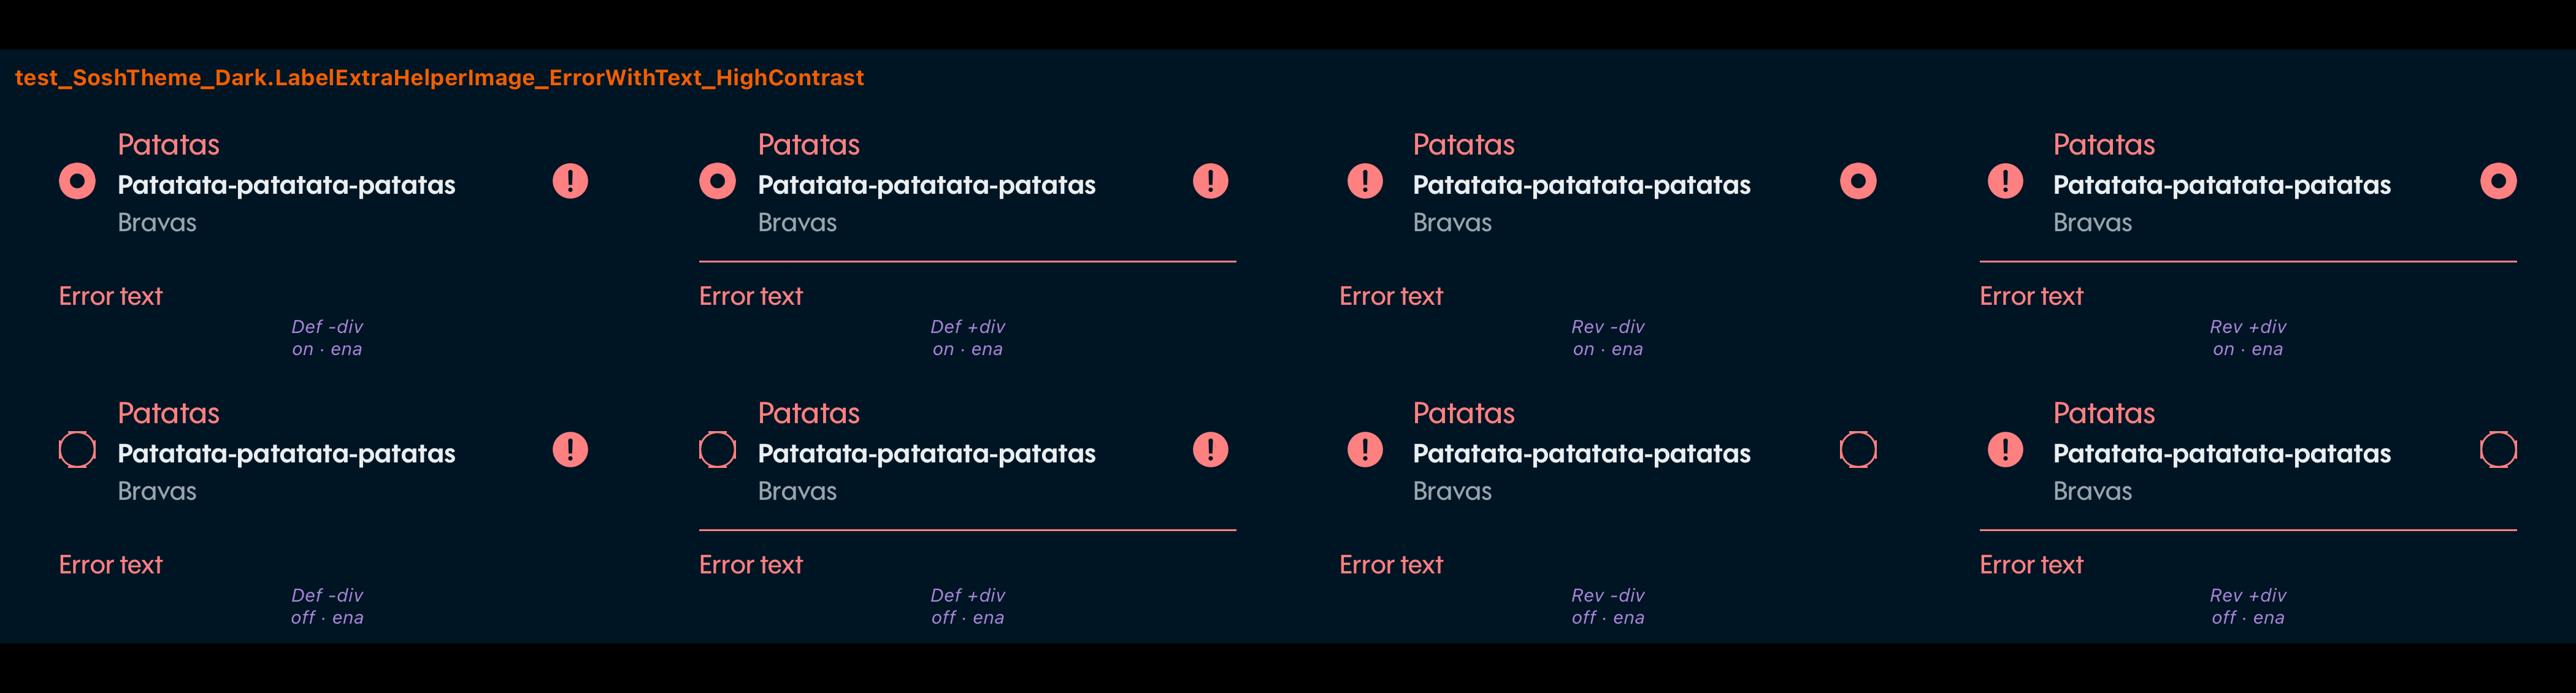 test_SoshTheme_Dark.LabelExtraHelperImage_ErrorWithText_HighContrast
Patatas
Patatata-patatata-patatas
Bravas
Error text
Def -div
on · ena
Patatas
Patatata-patatata-patatas
Bravas
Error text
Def +div
on · ena
Patatas
Patatata-patatata-patatas
Bravas
Error text
Rev -div
on · ena
Patatas
Patatata-patatata-patatas
Bravas
Error text
Rev +div
on · ena
Patatas
Patatata-patatata-patatas
Bravas
Error text
Def -div
off · ena
Patatas
Patatata-patatata-patatas
Bravas
Error text
Def +div
off · ena
Patatas
Patatata-patatata-patatas
Bravas
Error text
Rev -div
off · ena
Patatas
Patatata-patatata-patatas
Bravas
Error text
Rev +div
off · ena